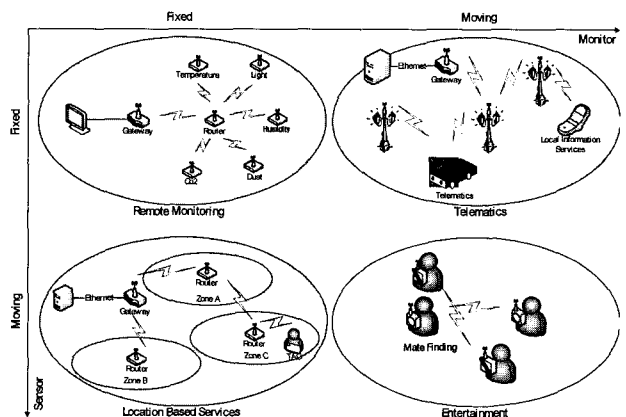 Fixed
Moving
Monitor
Fixed
Temperature
Light
Gateway
Router
Humidity
Dust
Remote Monitoring
Ethernet
Gateway
Local Information
Services
Telematics
Telematics
Moving
Sensor
Router
Zone A
Ethernet
Gateway
Router
Zone C
TAG
Router
Zone B
Location Based Services
Mate Finding
Entertainment